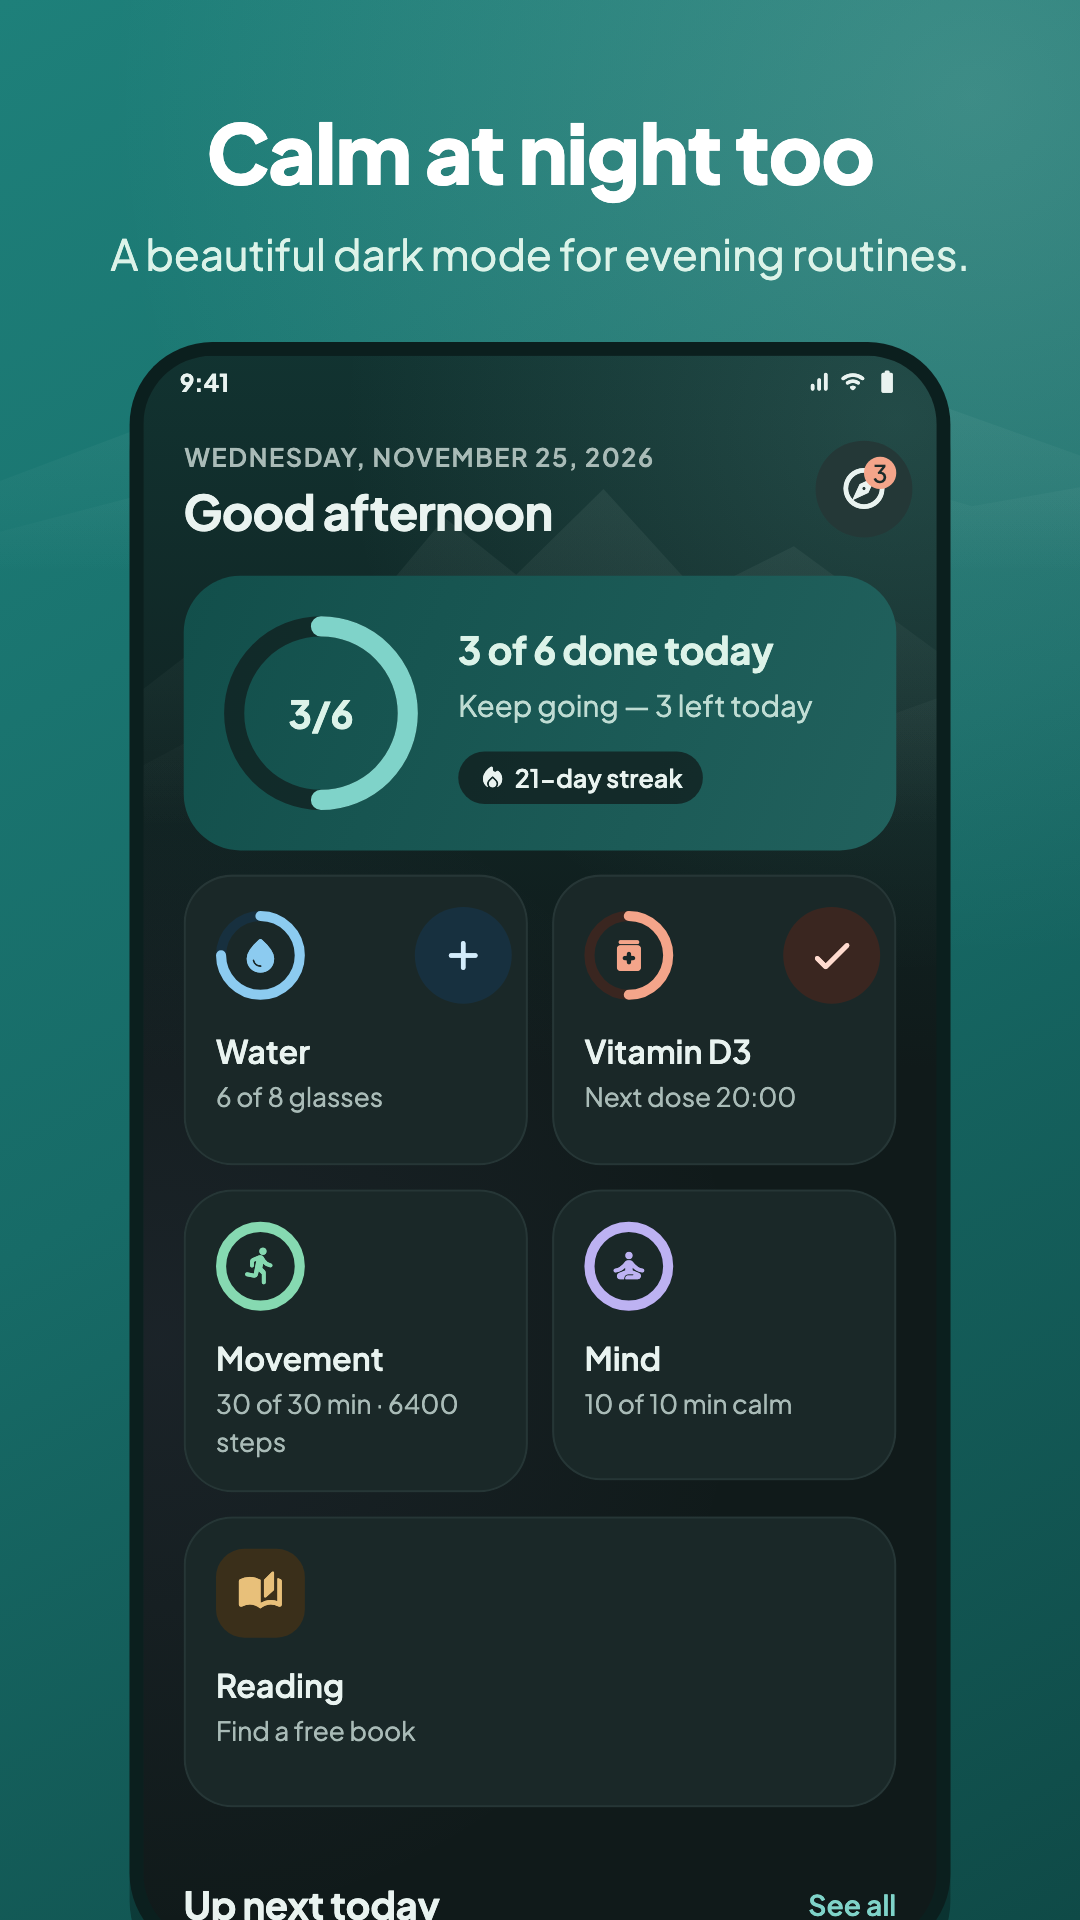 Calm at night too
A beautiful dark mode for evening routines.
9:41
WEDNESDAY, NOVEMBER 25, 2026
3
Good afternoon
3/6
3 of 6 done today
Keep going — 3 left today
21-day streak
Water
6 of 8 glasses
Vitamin D3
Next dose 20:00
Movement
30 of 30 min · 6400
steps
Mind
10 of 10 min calm
Reading
Find a free book
Up next today
See all